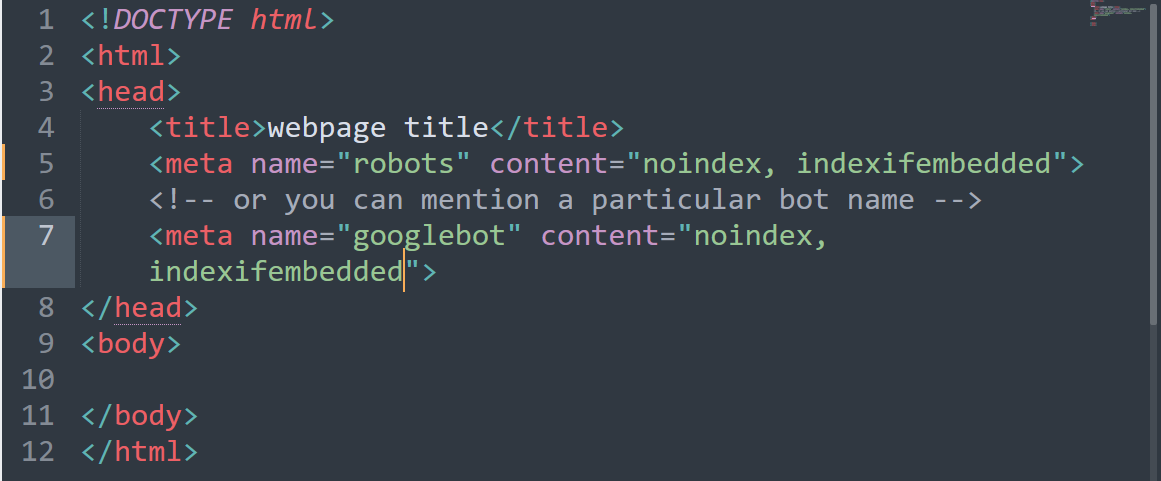 1 <!DOCTYPE html>
2 <html>
3 <head>
4 <title>webpage title</title>
5 <meta name="robots" content="noindex, indexifembedded">
6 <!-- or you can mention a particular bot name -->
7 <meta name="googlebot" content="noindex,
indexifembedded">
8 </head>
9 <body>
10
11 </body>
12 </html>